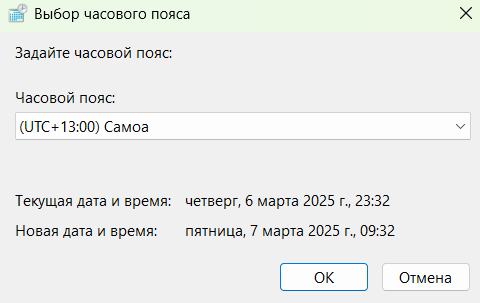 Выбор часового пояса
Задайте часовой пояс:
Часовой пояс:
(UTC+13:00) Самоа
Текущая дата и время: четверг, 6 марта 2025 г., 23:32
Новая дата и время: пятница, 7 марта 2025 г., 09:32
ОК Отмена